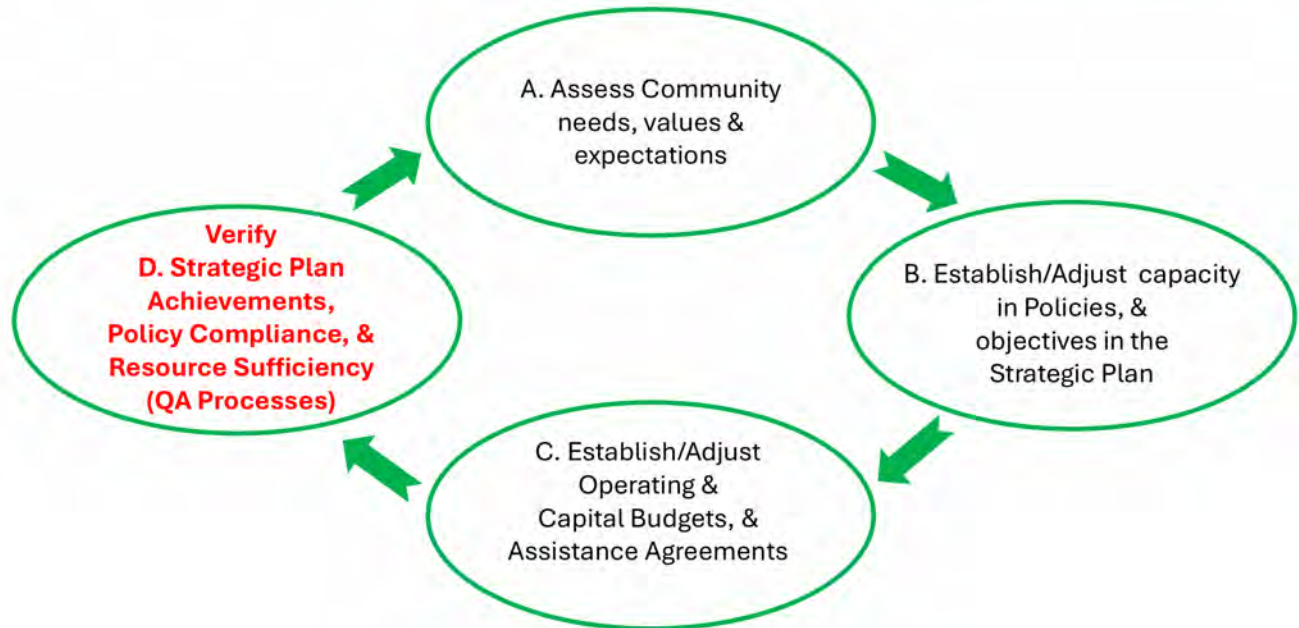 A. Assess Community
needs, values &
expectations
B. Establish/Adjust capacity
in Policies, &
objectives in the
Strategic Plan
C. Establish/Adjust
Operating &
Capital Budgets, &
Assistance Agreements
Verify
D. Strategic Plan
Achievements,
Policy Compliance, &
Resource Sufficiency
(QA Processes)